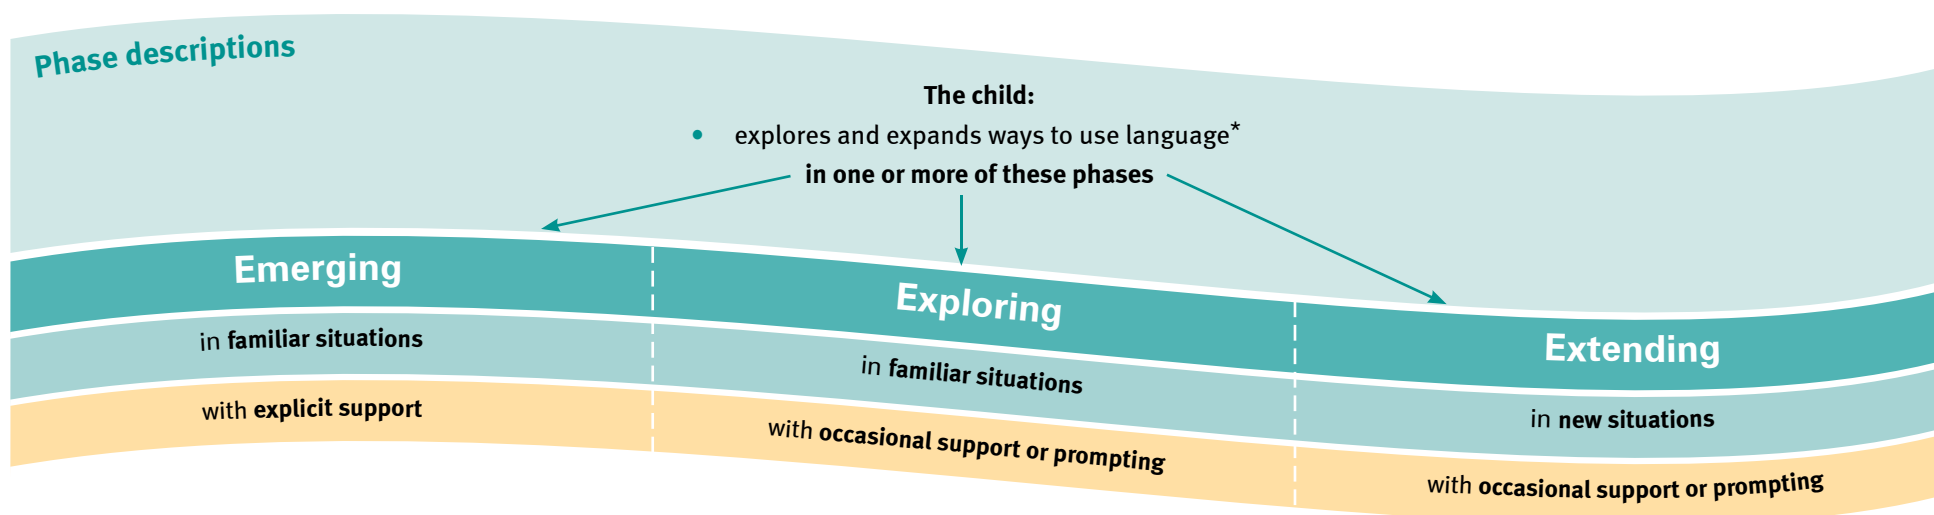 Phase descriptions
The child:
• explores and expands ways to use language*
in one or more of these phases
Emerging
Exploring
Extending
in familiar situations
in familiar situations
in new situations
with explicit support
with occasional support or prompting
with occasional support or prompting